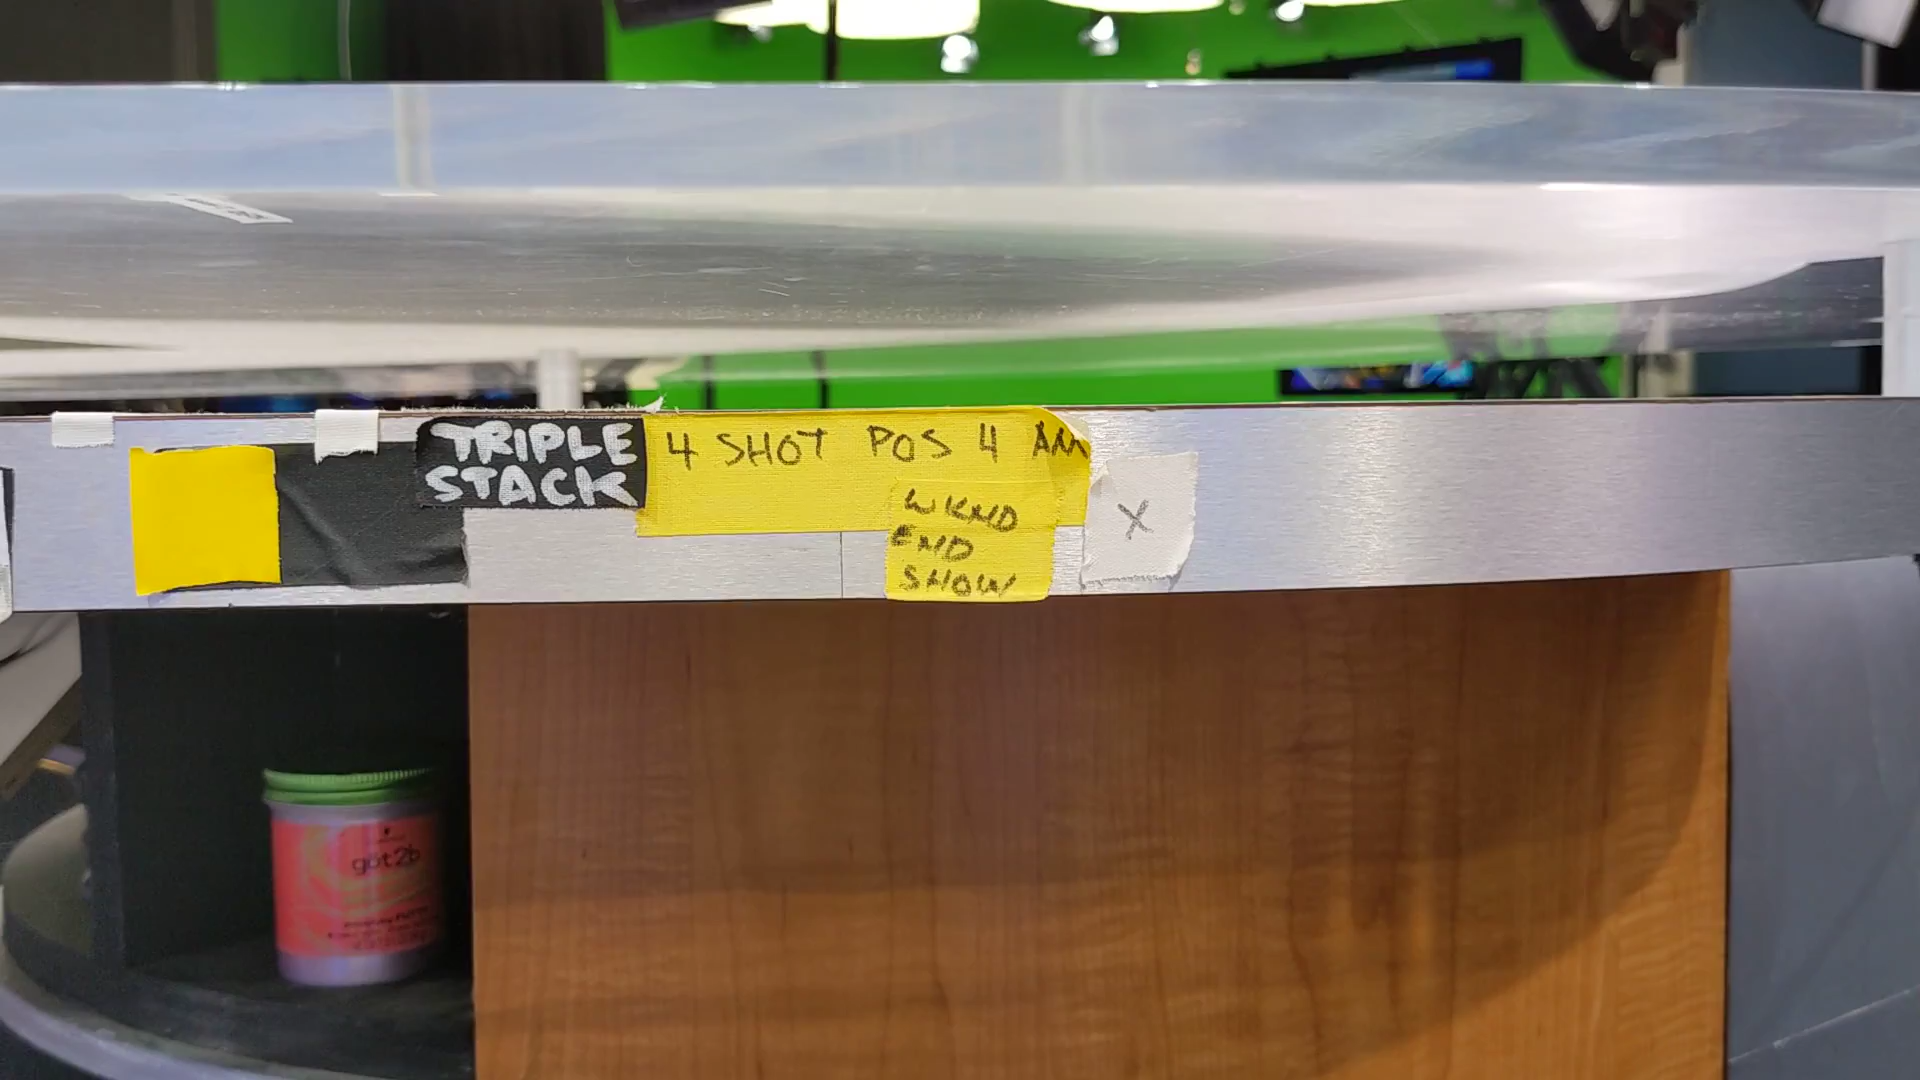 TRIPLE
STACK
4 SHOT POS 4 AM
WKND
END
SHOW
X
got2b